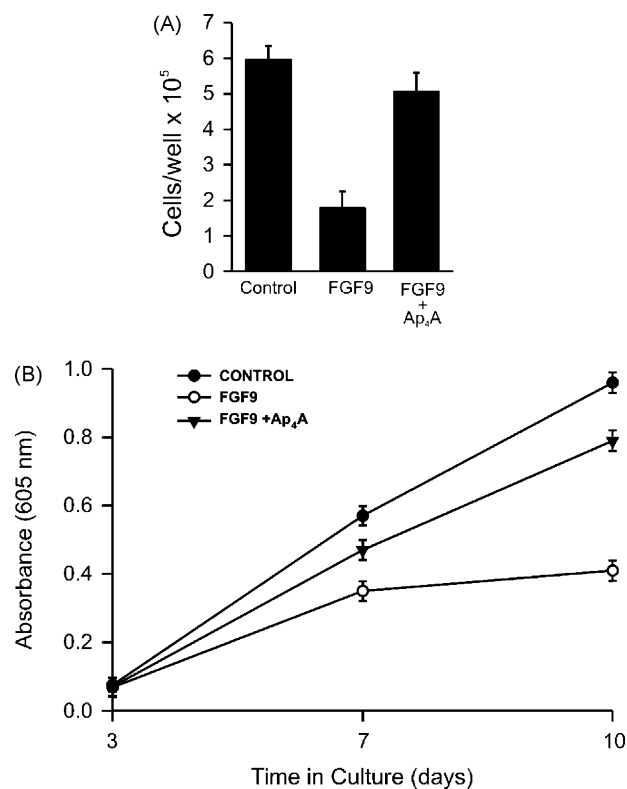 (A)
Cells/well x 10⁵
7
6
5
4
3
2
1
0
Control
FGF9
FGF9
+
Ap₄A
(B)
CONTROL
FGF9
FGF9 +Ap₄A
Absorbance (605 nm)
1.0
0.8
0.6
0.4
0.2
0.0
3
7
10
Time in Culture (days)